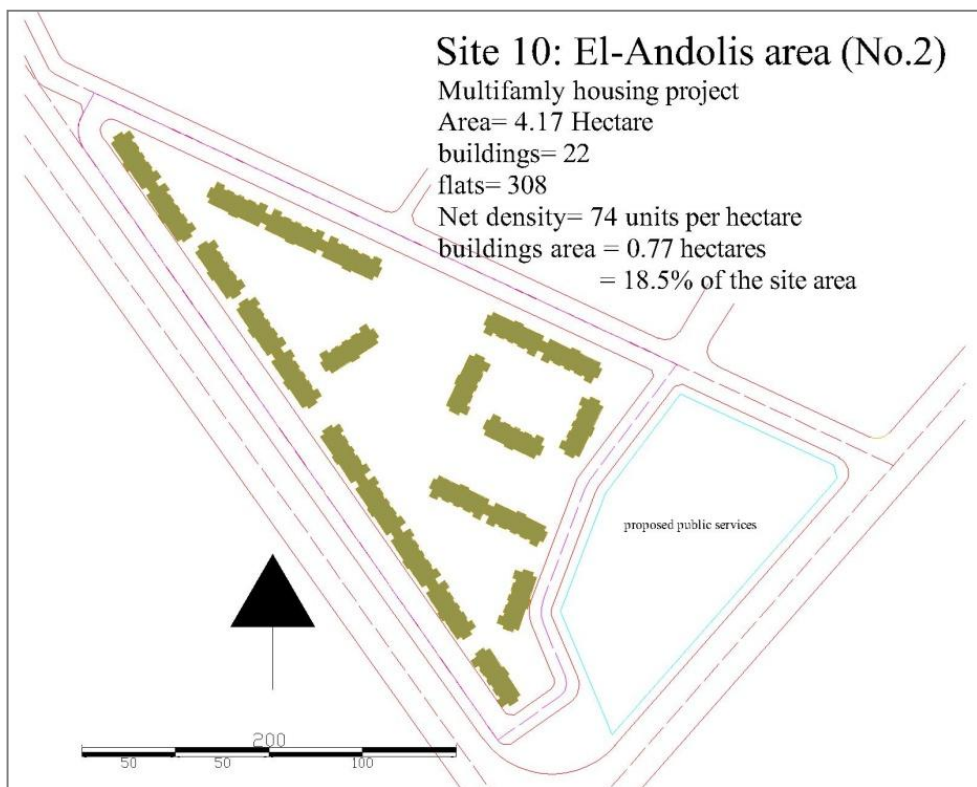 Site 10: El-Andolis area (No.2)
Multifamly housing project
Area= 4.17 Hectare
buildings= 22
flats= 308
Net density= 74 units per hectare
buildings area = 0.77 hectares
= 18.5% of the site area
proposed public services
200
50 50 100